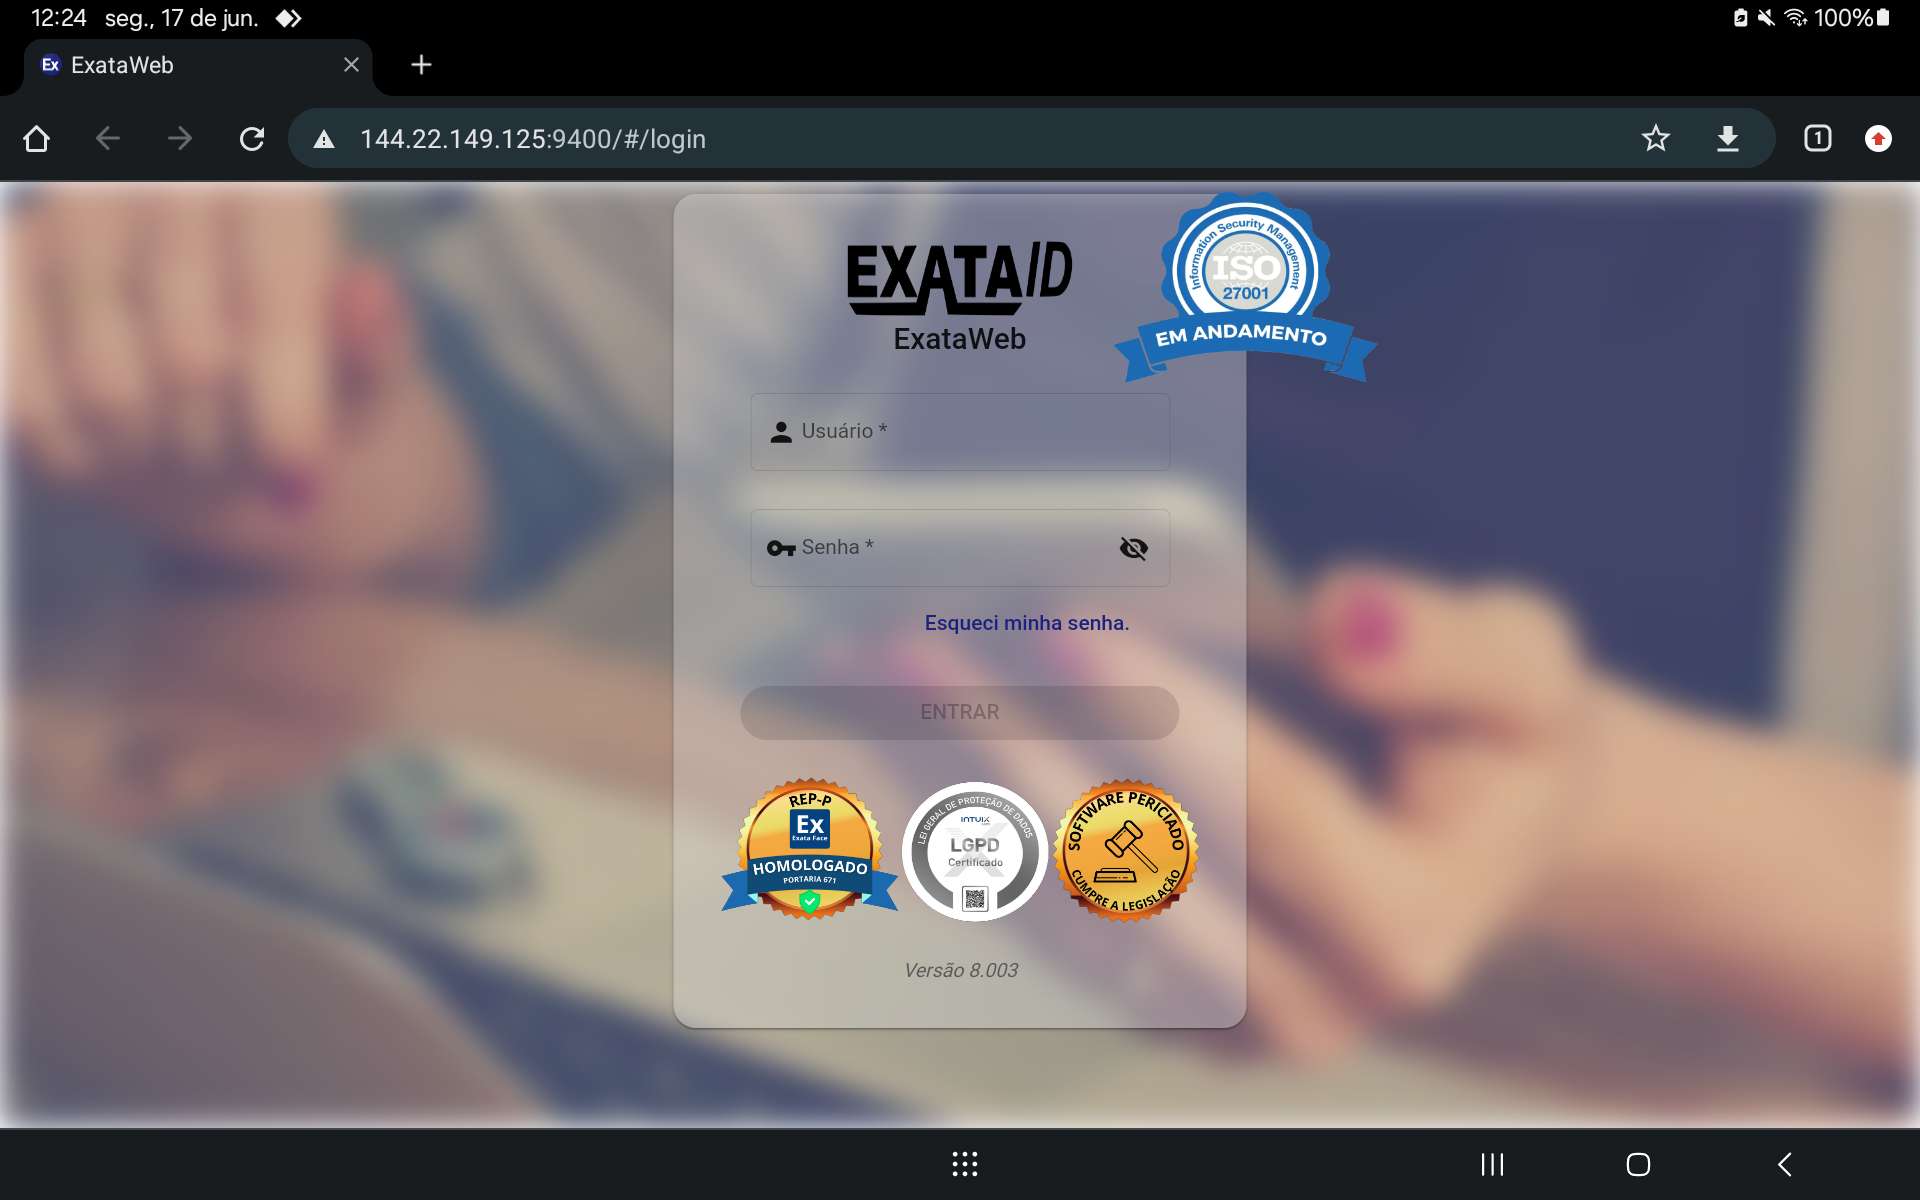 12:24 seg., 17 de jun. 100%
Ex ExataWeb
144.22.149.125:9400/#/login
1
EXATAID
ExataWeb
Information Security Management
ISO
27001
EM ANDAMENTO
Usuário *
Senha *
Esqueci minha senha.
ENTRAR
REP-P
Ex
Exata Face
HOMOLOGADO
PORTARIA 671
LEI GERAL DE PROTEÇÃO DE DADOS
INTUIX
LGPD
Certificado
SOFTWARE PERICIADO
CUMPRE A LEGISLAÇÃO
Versão 8.003